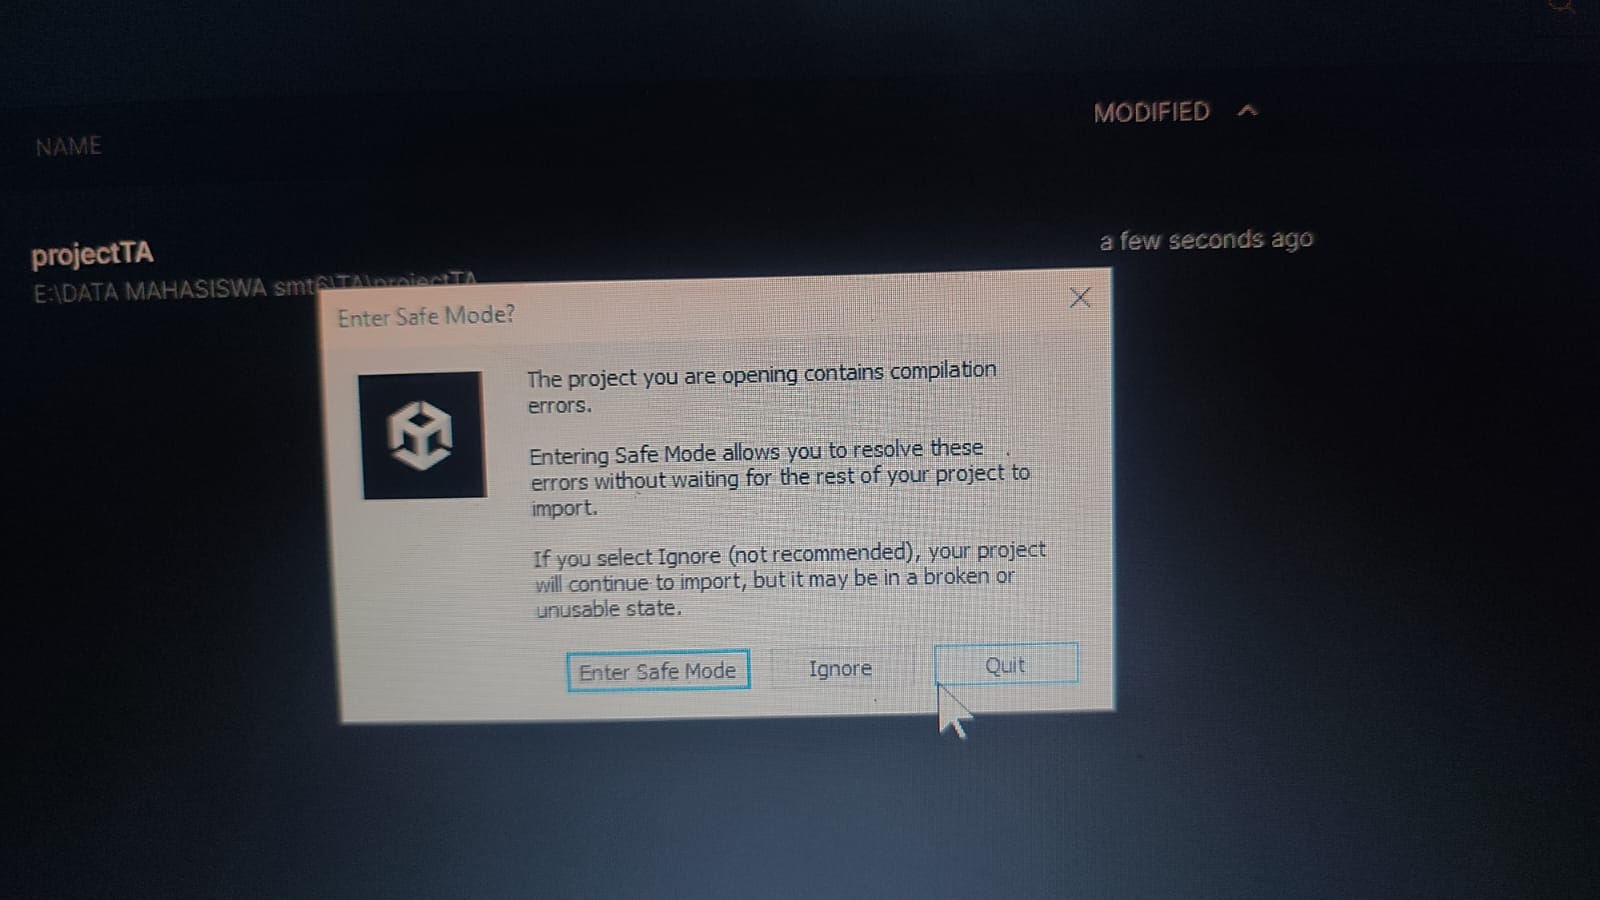 MODIFIED
NAME
projectTA
a few seconds ago
E:\DATA MAHASISWA smt6\TA\projectTA
Enter Safe Mode?
The project you are opening contains compilation
errors.
Entering Safe Mode allows you to resolve these
errors without waiting for the rest of your project to
import.
If you select Ignore (not recommended), your project
will continue to import, but it may be in a broken or
unusable state.
Enter Safe Mode
Ignore
Quit